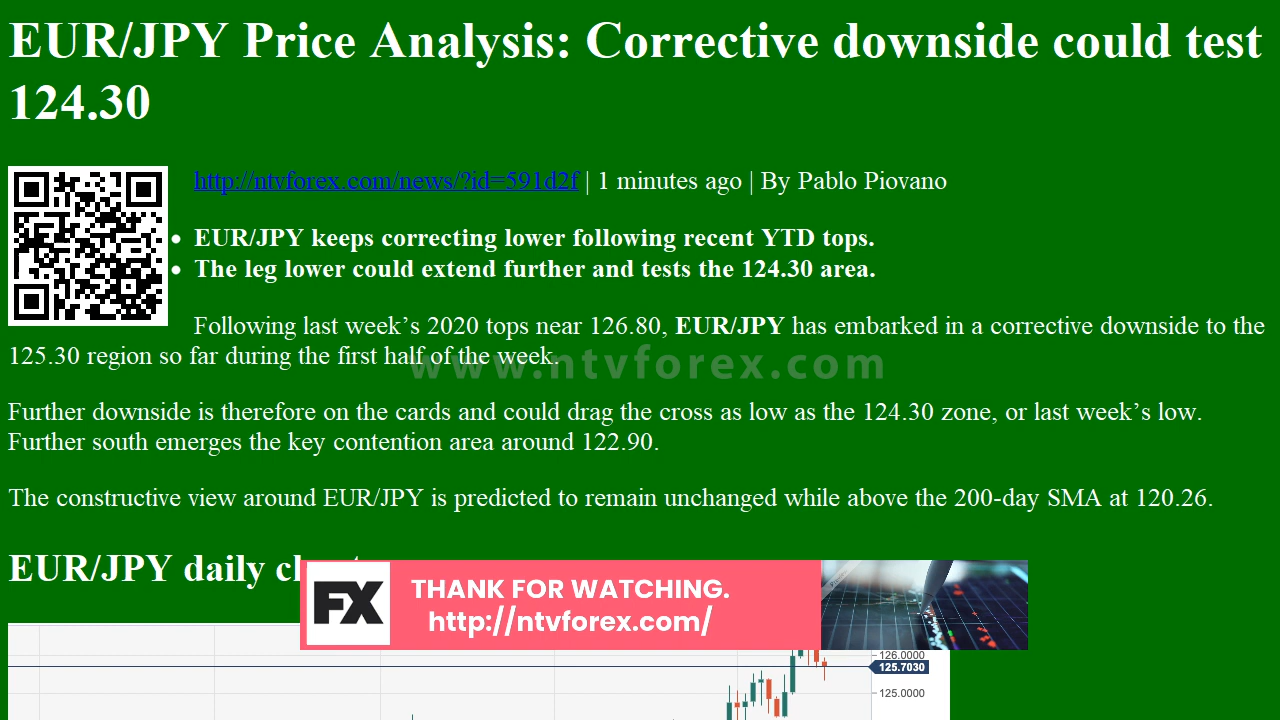 EUR/JPY Price Analysis: Corrective downside could test
124.30
http://ntvforex.com/news/?id=591d2f | 1 minutes ago | By Pablo Piovano
• EUR/JPY keeps correcting lower following recent YTD tops.
• The leg lower could extend further and tests the 124.30 area.
Following last week’s 2020 tops near 126.80, EUR/JPY has embarked in a corrective downside to the
125.30 region so far during the first half of the week.
www.ntvforex.com
Further downside is therefore on the cards and could drag the cross as low as the 124.30 zone, or last week’s low.
Further south emerges the key contention area around 122.90.
The constructive view around EUR/JPY is predicted to remain unchanged while above the 200-day SMA at 120.26.
EUR/JPY daily
FX
THANK FOR WATCHING.
http://ntvforex.com/
126.0000
125.7030
125.0000